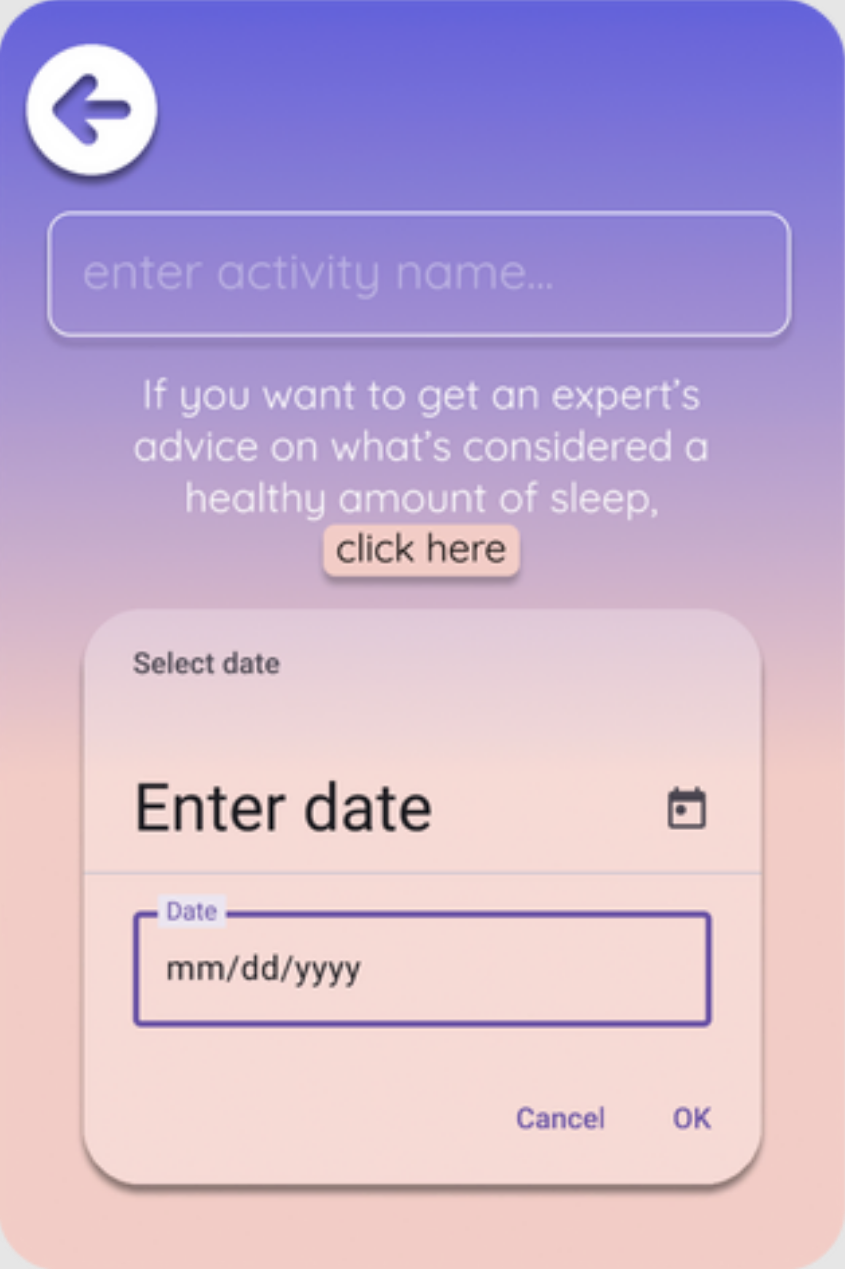 enter activity name...
If you want to get an expert’s
advice on what’s considered a
healthy amount of sleep,
click here
Select date
Enter date
Date
mm/dd/yyyy
Cancel OK